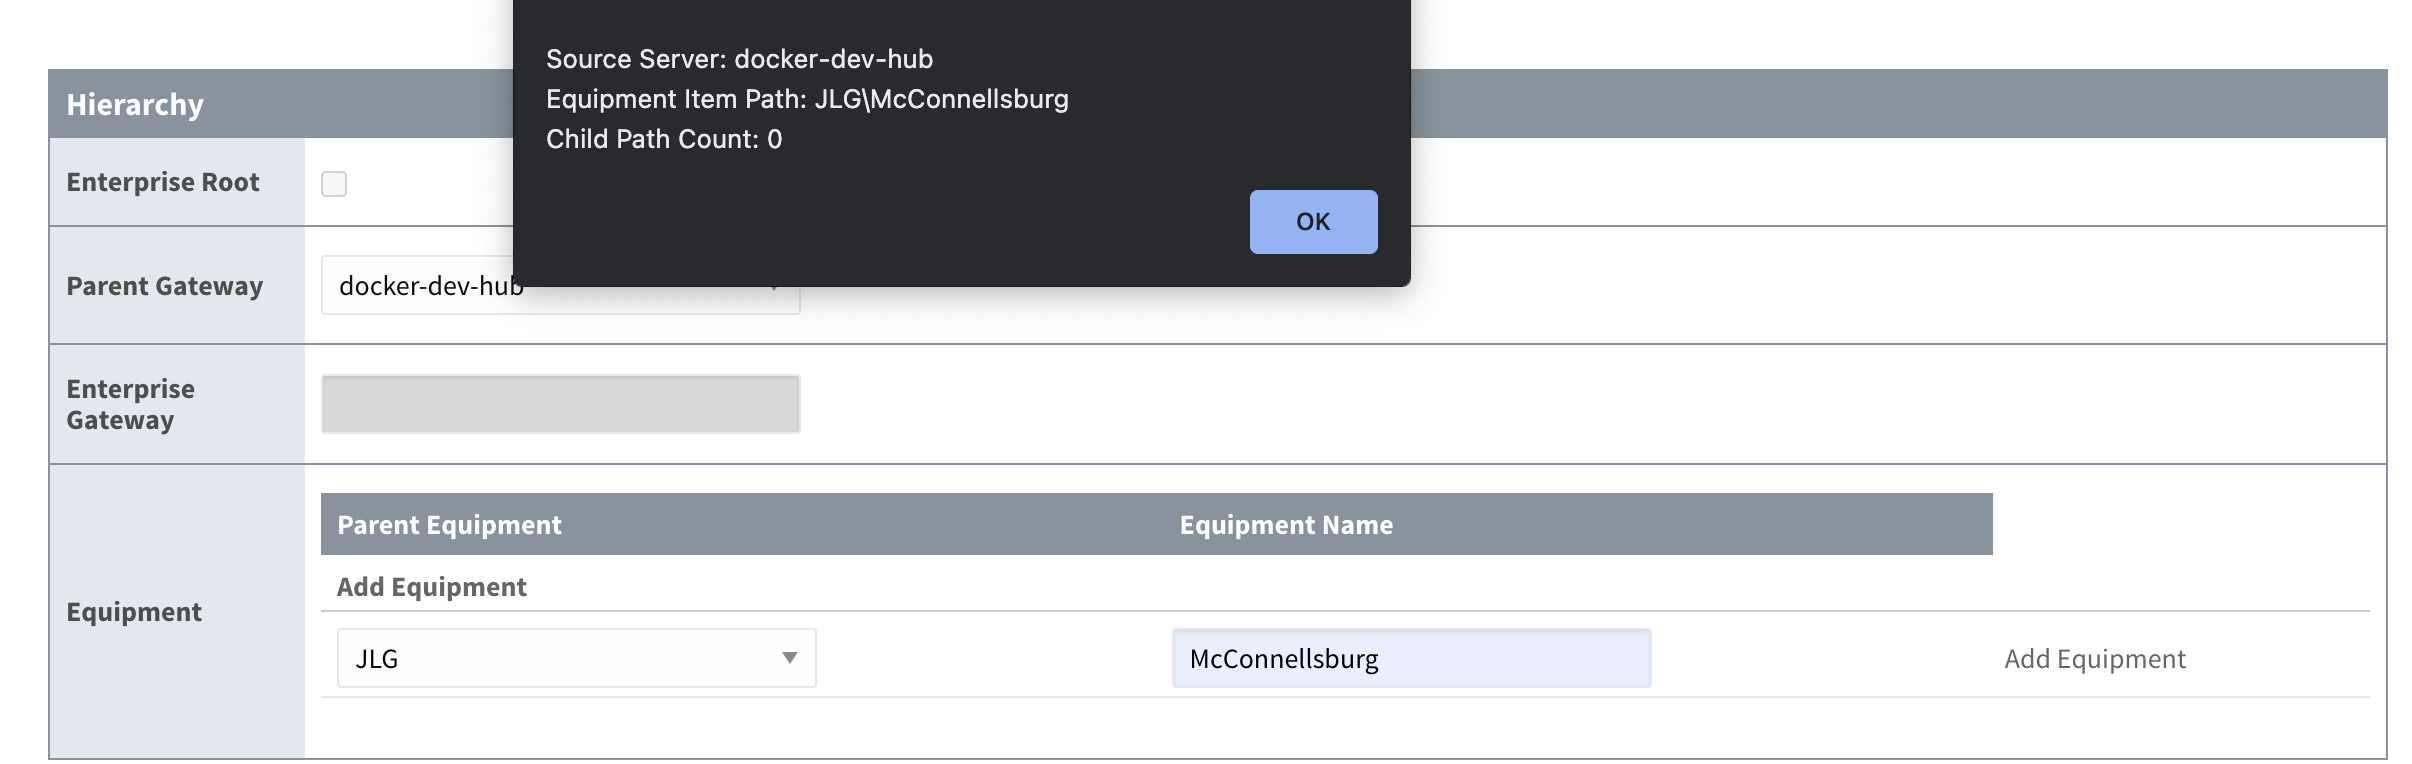 Source Server: docker-dev-hub
Equipment Item Path: JLG\McConnellsburg
Child Path Count: 0
OK
Hierarchy
Enterprise Root
Parent Gateway
docker-dev-hub
Enterprise
Gateway
Equipment
Parent Equipment Equipment Name
Add Equipment
JLG McConnellsburg Add Equipment